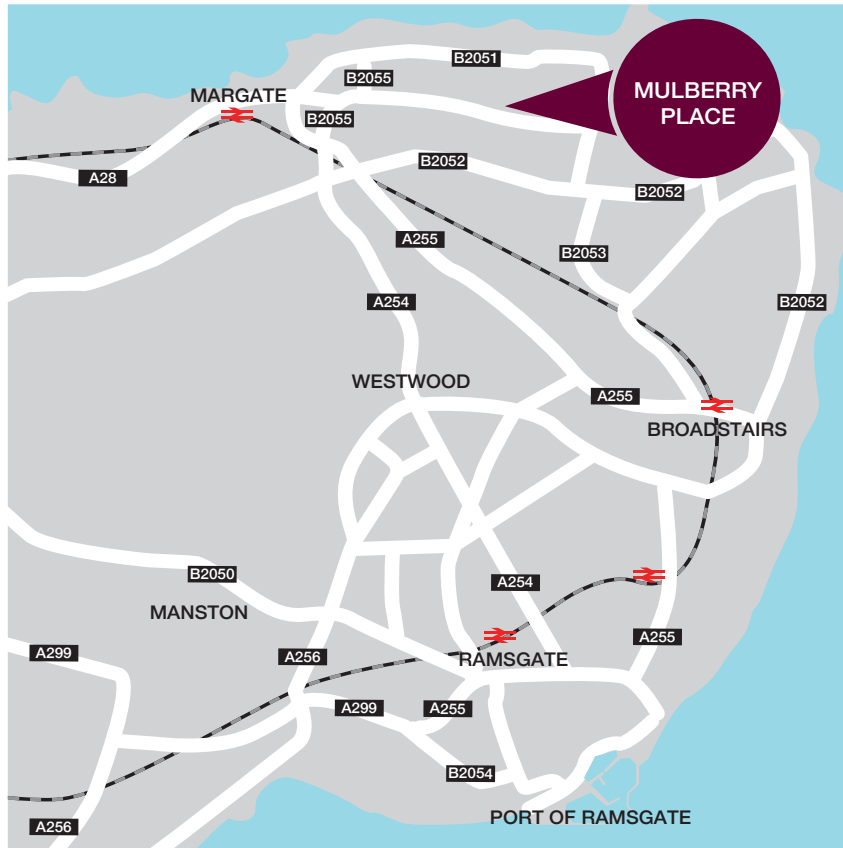 B2051
B2055
MARGATE
MULBERRY
PLACE
B2055
B2052
A28
B2052
A255
B2053
A254
B2052
WESTWOOD
A255
BROADSTAIRS
B2050
A254
MANSTON
A255
A299
A256
RAMSGATE
A299
A255
B2054
A256
PORT OF RAMSGATE